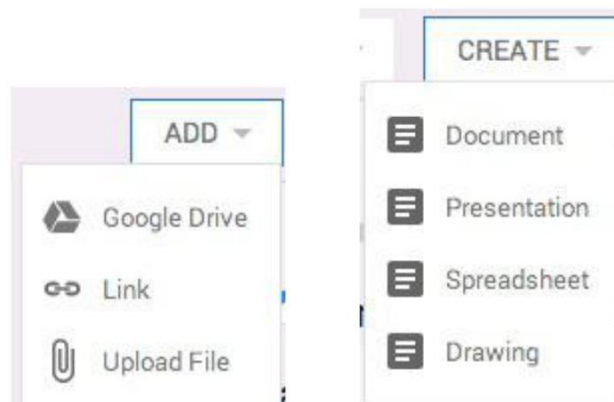 ADD
Google Drive
Link
Upload File
CREATE
Document
Presentation
Spreadsheet
Drawing